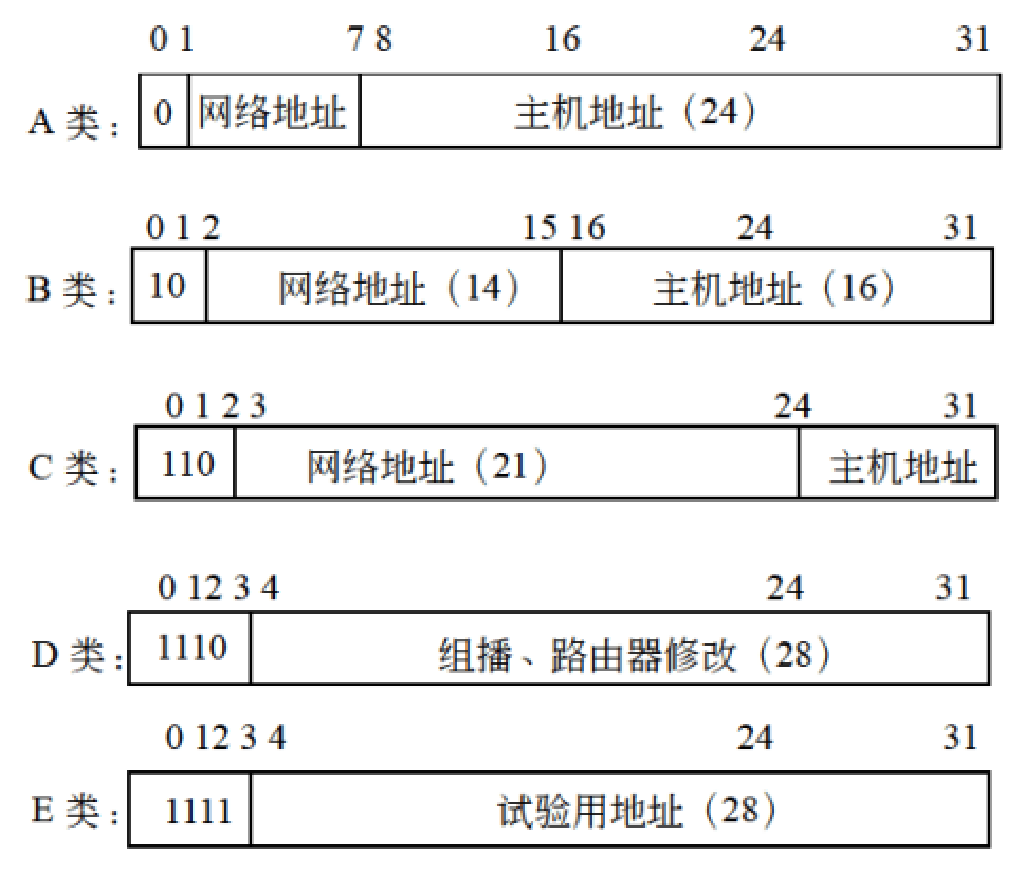 0 1 7 8 16 24 31
A 类： 0 网络地址 主机地址（24）
0 1 2 15 16 24 31
B 类： 10 网络地址（14） 主机地址（16）
0 1 2 3 24 31
C 类： 110 网络地址（21） 主机地址
0 12 3 4 24 31
D 类： 1110 组播、路由器修改（28）
0 12 3 4 24 31
E 类： 1111 试验用地址（28）